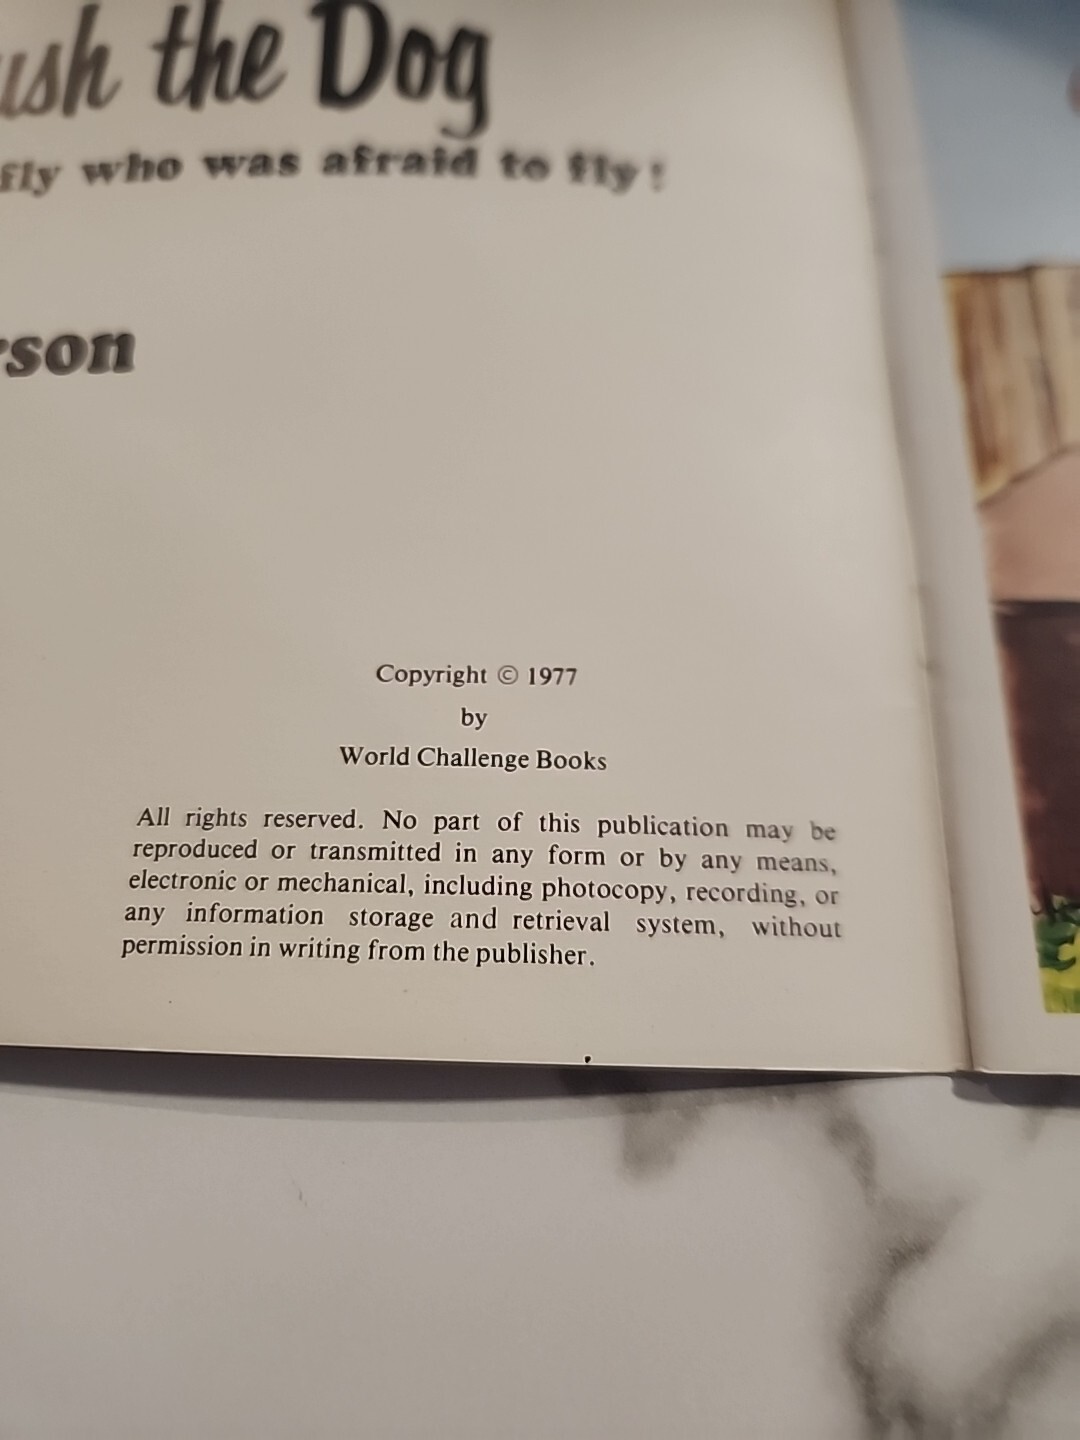 ush the Dog
fly who was afraid to fly!
rson
Copyright © 1977
by
World Challenge Books
All rights reserved. No part of this publication may be
reproduced or transmitted in any form or by any means,
electronic or mechanical, including photocopy, recording, or
any information storage and retrieval system, without
permission in writing from the publisher.